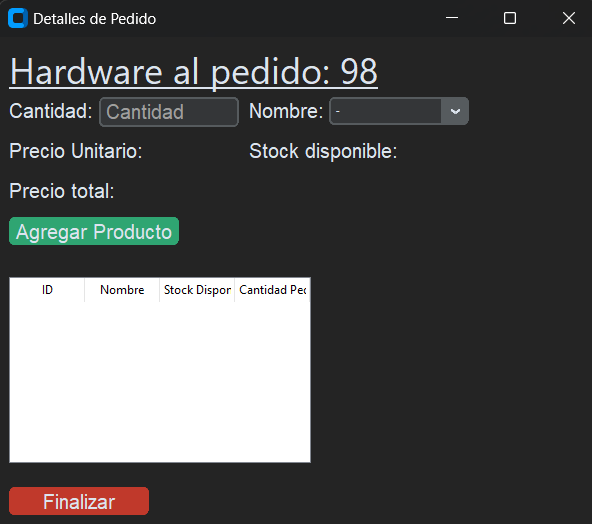 Detalles de Pedido
Hardware al pedido: 98
Cantidad: Cantidad Nombre: -
Precio Unitario: Stock disponible:
Precio total:
Agregar Producto
ID Nombre Stock Dispor Cantidad Pec
Finalizar